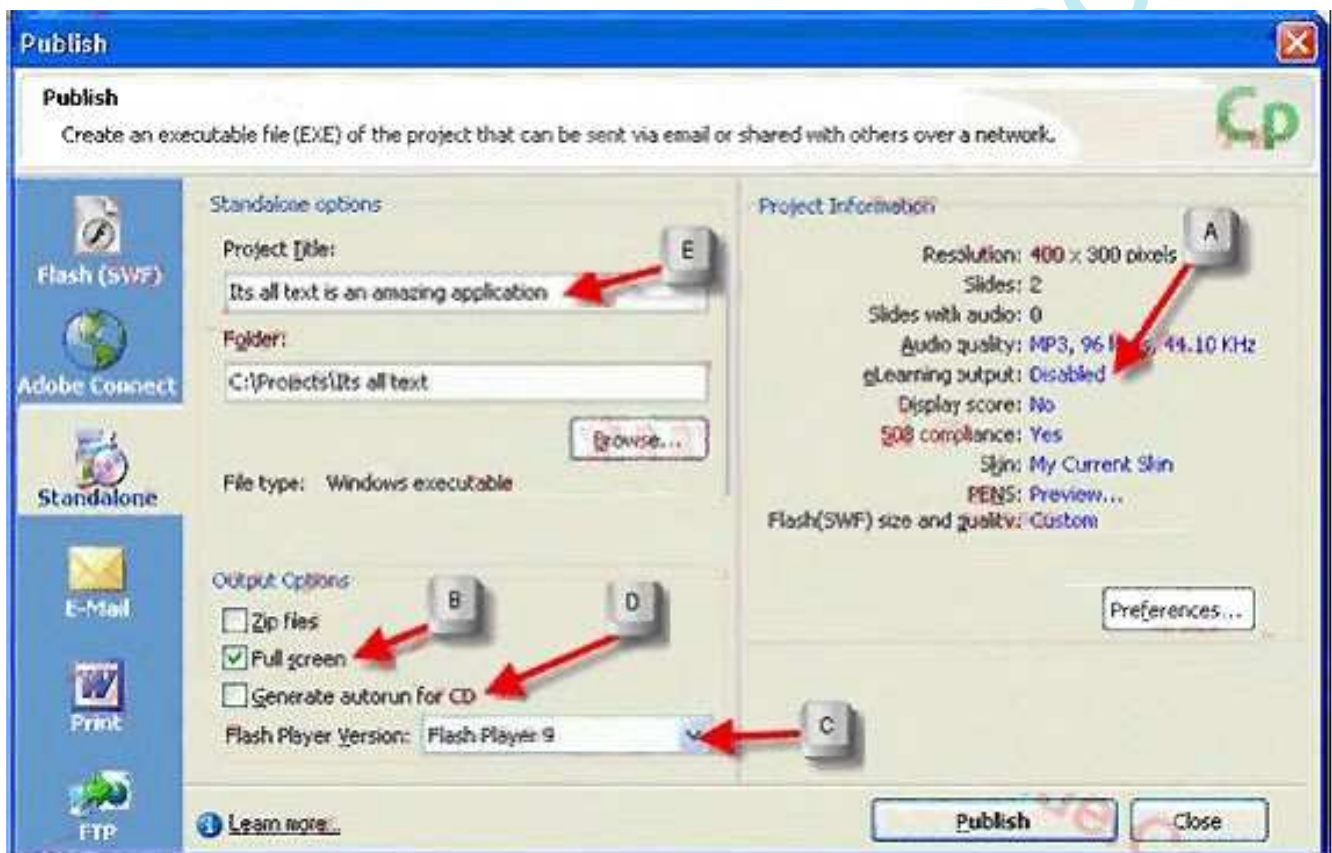 Publish
Publish
Create an executable file (EXE) of the project that can be sent via email or shared with others over a network.
Cp
Flash (SWF)
Adobe Connect
Standalone
E-Mail
Print
FTP
Standalone options
Project Title:
E
Its all text is an amazing application
Folder:
C:\Projects\Its all text
Browse...
File type: Windows executable
Output Options
B
D
Zip files
Full screen
Generate autorun for CD
Flash Player Version: Flash Player 9
C
Learn more...
Project Information
A
Resolution: 400 x 300 pixels
Slides: 2
Slides with audio: 0
Audio quality: MP3, 96 44.10 KHz
eLearning output: Disabled
Display score: No
508 compliance: Yes
Skin: My Current Skin
PENS: Preview...
Flash(SWF) size and quality: Custom
Preferences...
Publish
Close